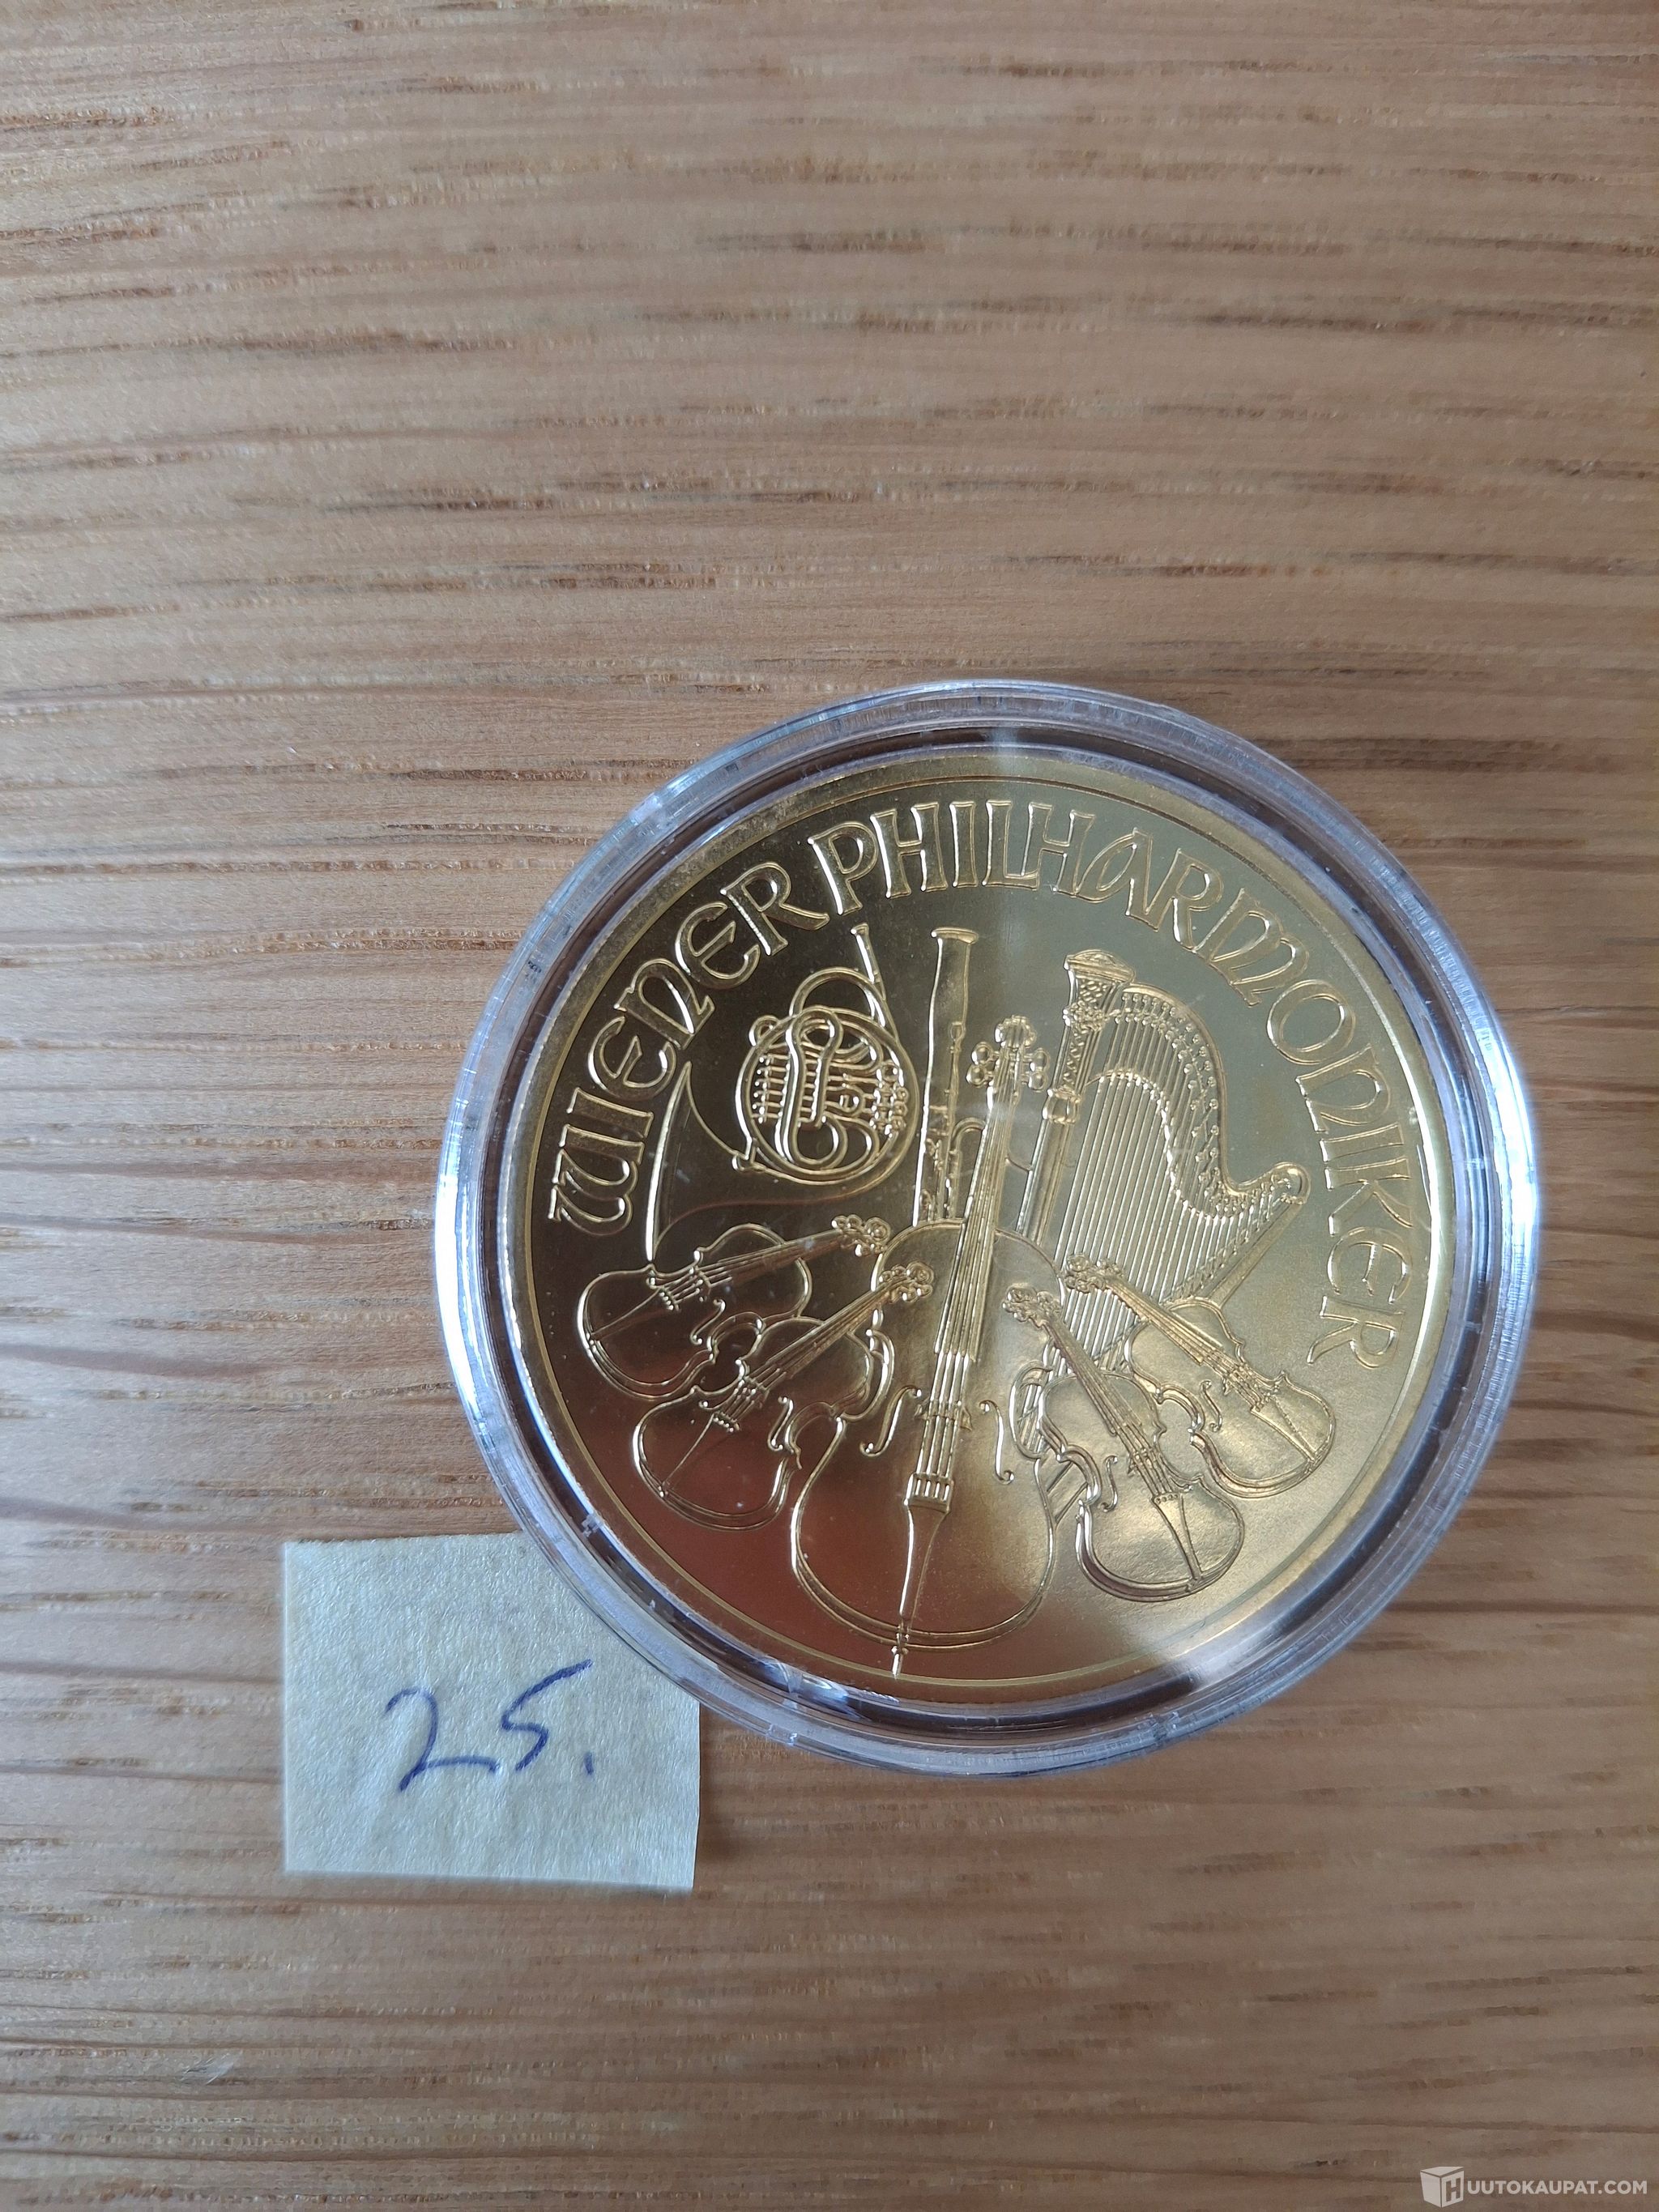 WIENER PHILHARMONIKER
25.
HUUTOKAUPAT.COM